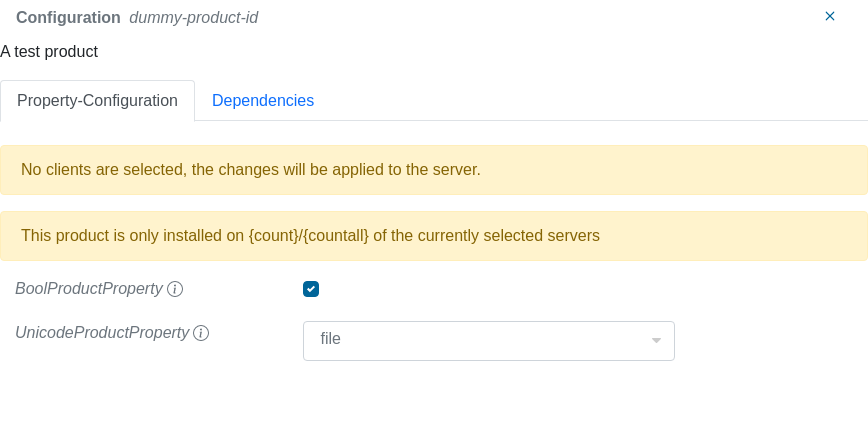 Configuration dummy-product-id
A test product
Property-Configuration Dependencies
No clients are selected, the changes will be applied to the server.
This product is only installed on {count}/{countall} of the currently selected servers
BoolProductProperty
UnicodeProductProperty file